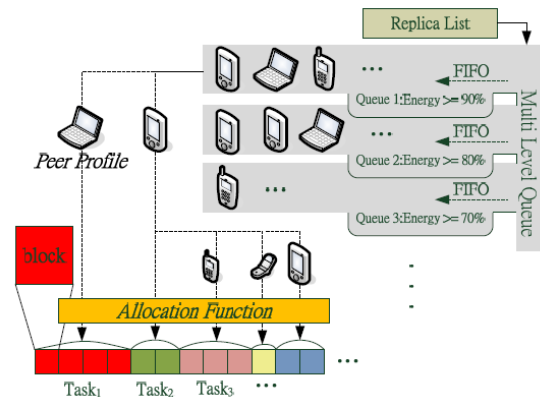 Replica List
FIFO
Queue 1:Energy >= 90%
FIFO
Queue 2:Energy >= 80%
FIFO
Queue 3:Energy >= 70%
Multi Level Queue
Peer Profile
block
Allocation Function
Task1
Task2
Task3